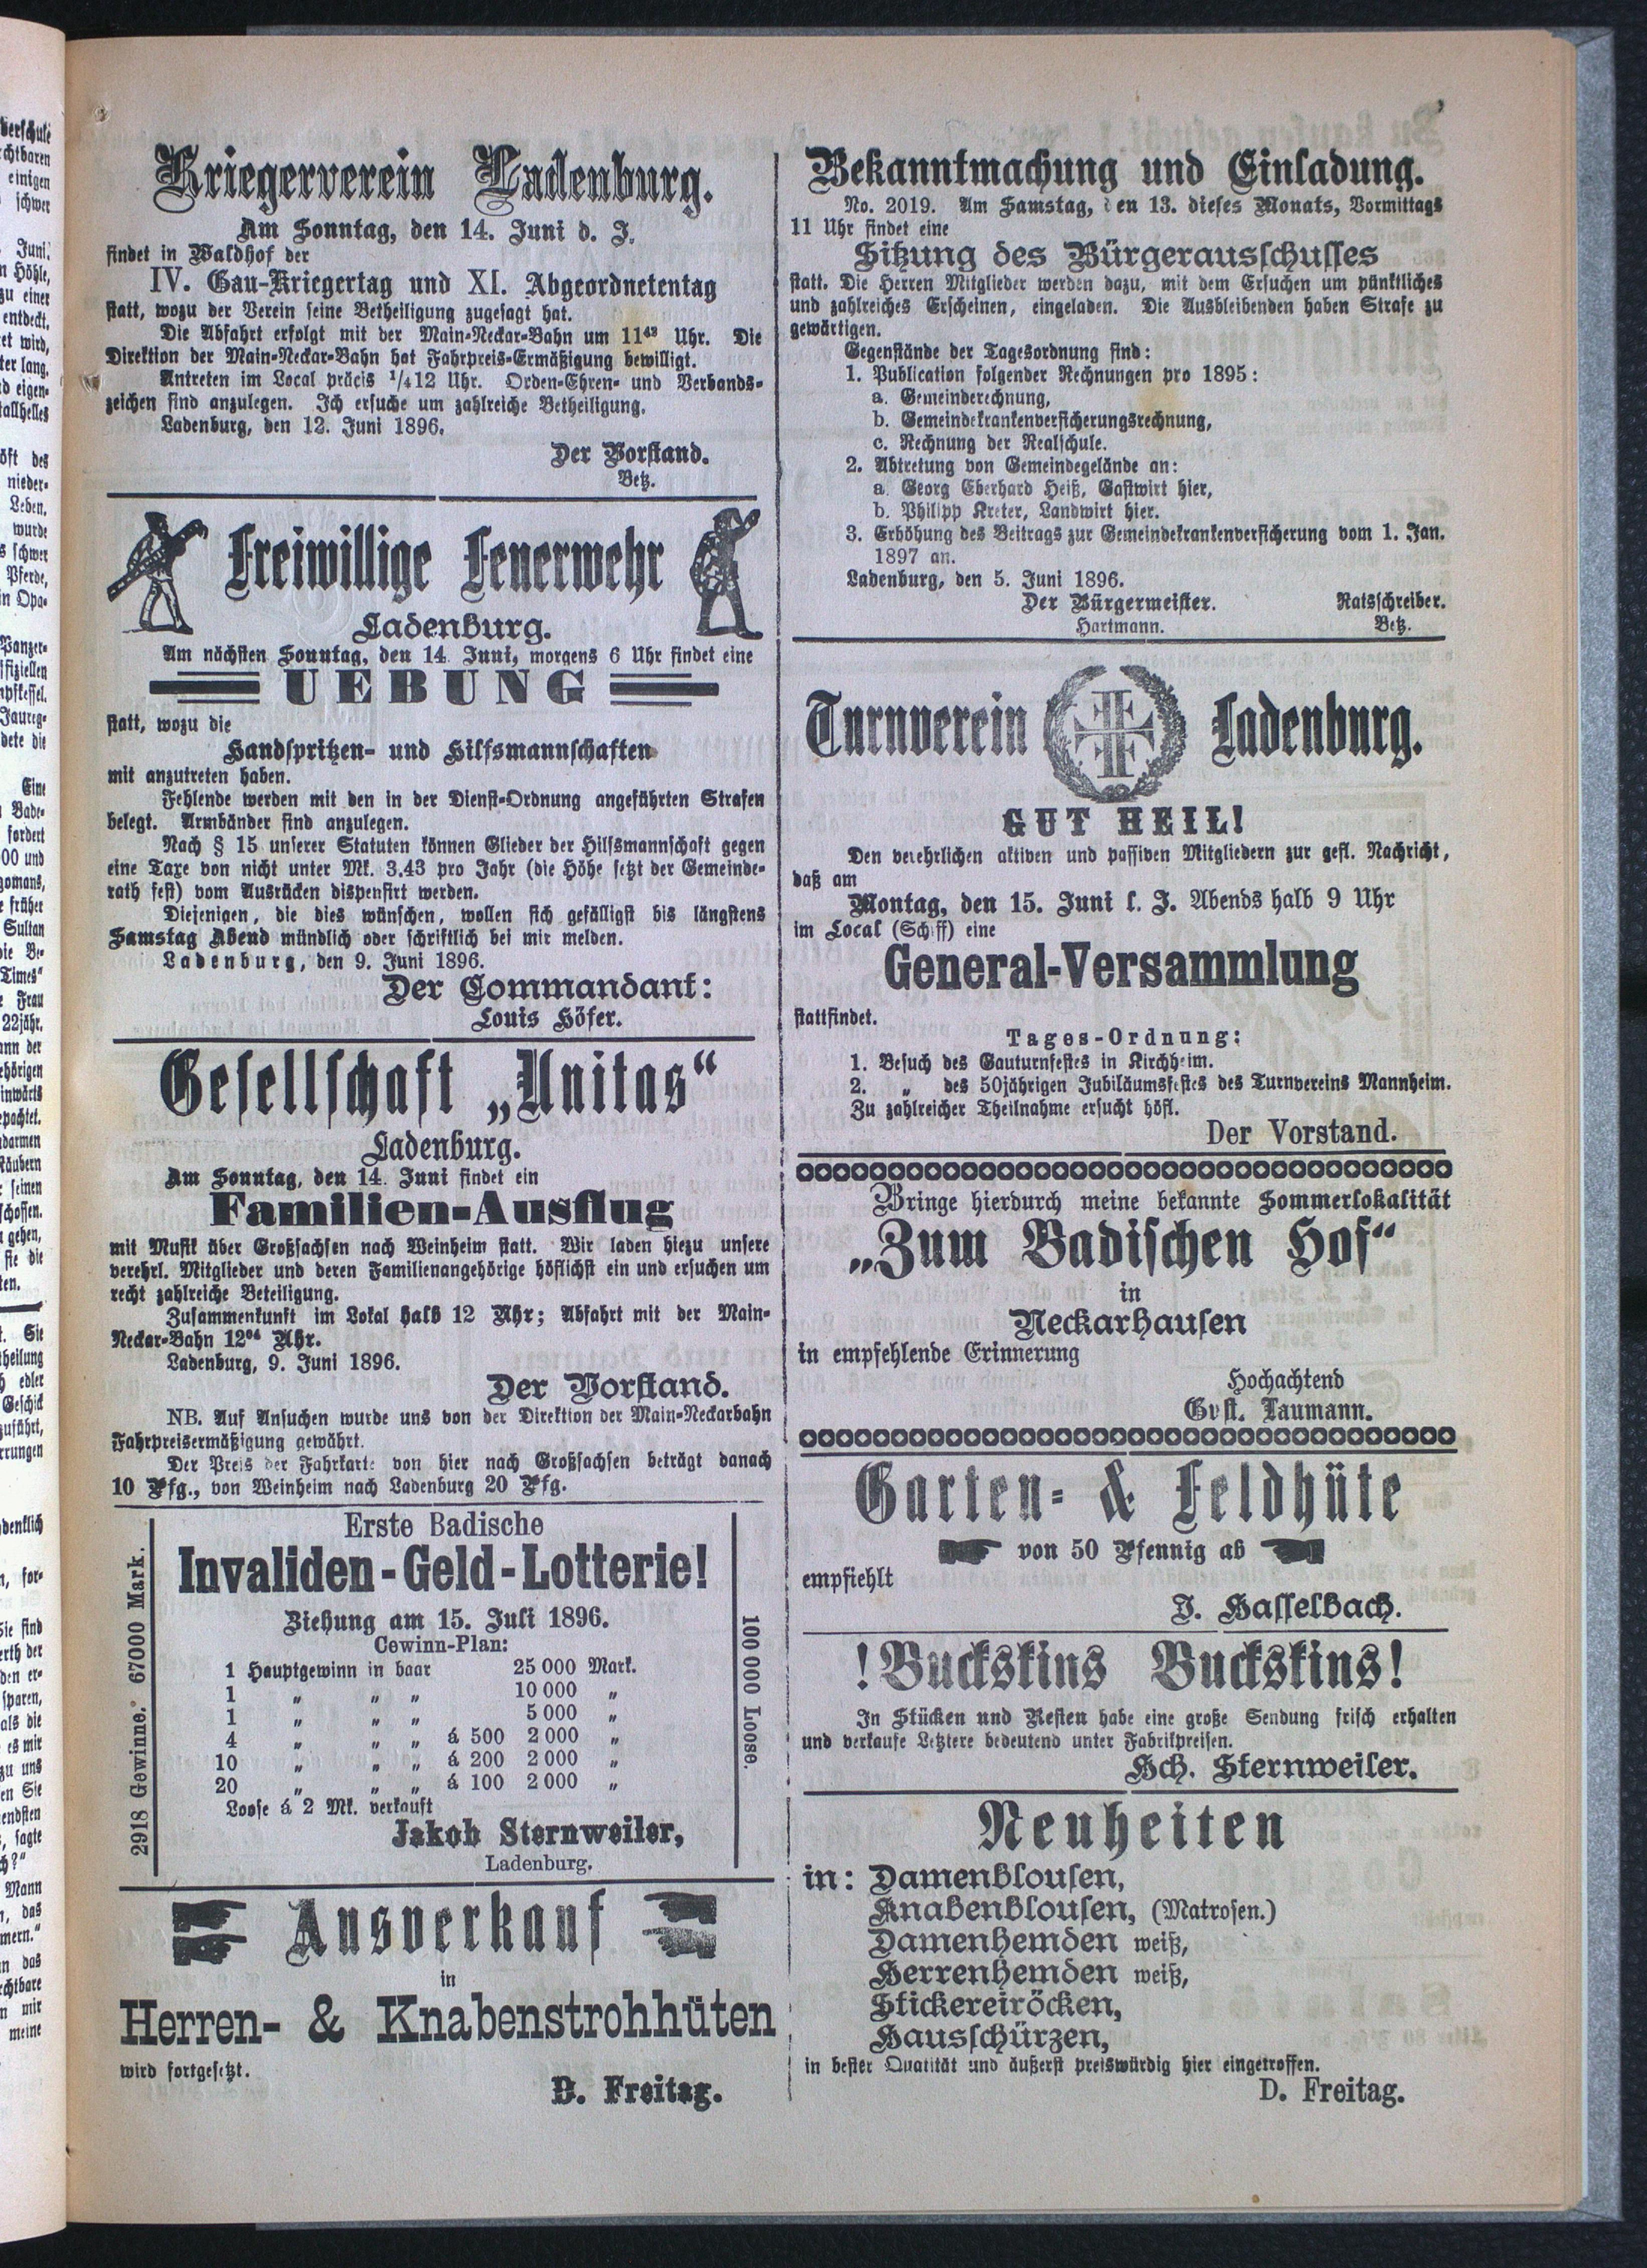 Kriegerverein Ladenburg.
Am Sonntag, den 14. Juni d. J.
findet in Waldhof der
IV. Gau-Kriegertag und XI. Abgeordnetentag
statt, wozu der Verein seine Betheiligung zugesagt hat.
Die Abfahrt erfolgt mit der Main-Neckar-Bahn um 11⁴³ Uhr. Die
Direktion der Main-Neckar-Bahn hat Fahrpreis-Ermäßigung bewilligt.
Antreten im Local präcis ¼12 Uhr. Orden-Ehren- und Verbands-
zeichen sind anzulegen. Ich ersuche um zahlreiche Betheiligung.
Ladenburg, den 12. Juni 1896.
Der Vorstand.
Betz.
Freiwillige Feuerwehr
Ladenburg.
Am nächsten Sonntag, den 14. Juni, morgens 6 Uhr findet eine
UEBUNG
statt, wozu die
Handspritzen- und Hilfsmannschaften
mit anzutreten haben.
Fehlende werden mit den in der Dienst-Ordnung angeführten Strafen
belegt. Armbänder sind anzulegen.
Nach § 15 unserer Statuten können Glieder der Hilfsmannschaft gegen
eine Taxe von nicht unter Mk. 3.43 pro Jahr (die Höhe setzt der Gemeinde-
rath fest) vom Ausrücken dispensirt werden.
Diejenigen, die dies wünschen, wollen sich gefälligst bis längstens
Samstag Abend mündlich oder schriftlich bei mir melden.
Ladenburg, den 9. Juni 1896.
Der Commandant:
Louis Höfer.
Gesellschaft „Unitas“
Ladenburg.
Am Sonntag, den 14. Juni findet ein
Familien-Ausflug
mit Musik über Großsachsen nach Weinheim statt. Wir laden hiezu unsere
verehrl. Mitglieder und deren Familienangehörige höflichst ein und ersuchen um
recht zahlreiche Beteiligung.
Zusammenkunft im Lokal halb 12 Uhr; Abfahrt mit der Main-
Neckar-Bahn 12⁰⁴ Uhr.
Ladenburg, 9. Juni 1896.
Der Vorstand.
NB. Auf Ansuchen wurde uns von der Direktion der Main-Neckarbahn
Fahrpreisermäßigung gewährt.
Der Preis der Fahrkarte von hier nach Großsachsen beträgt danach
10 Pfg., von Weinheim nach Ladenburg 20 Pfg.
2918 Gewinne. 67000 Mark.
Erste Badische
Invaliden-Geld-Lotterie!
Ziehung am 15. Juli 1896.
Gewinn-Plan:
1 Hauptgewinn in baar 25 000 Mark.
1 „ „ „ 10 000 „
1 „ „ „ 5 000 „
4 „ „ „ á 500 2 000 „
10 „ „ „ á 200 2 000 „
20 „ „ „ á 100 2 000 „
Loose á 2 Mk. verkauft
Jakob Sternweiler,
Ladenburg.
100 000 Loose.
Ausverkauf
in
Herren- & Knabenstrohhüten
wird fortgesetzt.
D. Freitag.
Bekanntmachung und Einladung.
No. 2019. Am Samstag, den 13. dieses Monats, Vormittags
11 Uhr findet eine
Sitzung des Bürgerausschusses
statt. Die Herren Mitglieder werden dazu, mit dem Ersuchen um pünktliches
und zahlreiches Erscheinen, eingeladen. Die Ausbleibenden haben Strafe zu
gewärtigen.
Gegenstände der Tagesordnung sind:
1. Publication folgender Rechnungen pro 1895:
a. Gemeinderechnung,
b. Gemeindekrankenversicherungsrechnung,
c. Rechnung der Realschule.
2. Abtretung von Gemeindegelände an:
a. Georg Eberhard Heiß, Gastwirt hier,
b. Philipp Kreter, Landwirt hier.
3. Erhöhung des Beitrags zur Gemeindekrankenversicherung vom 1. Jan.
1897 an.
Ladenburg, den 5. Juni 1896.
Der Bürgermeister. Ratsschreiber.
Hartmann. Betz.
Turnverein Ladenburg.
GUT HEIL!
Den verehrlichen aktiven und passiven Mitgliedern zur gefl. Nachricht,
daß am
Montag, den 15. Juni l. J. Abends halb 9 Uhr
im Local (Schiff) eine
General-Versammlung
stattfindet.
Tages-Ordnung:
1. Besuch des Gauturnfestes in Kirchheim.
2. „ des 50jährigen Jubiläumsfestes des Turnvereins Mannheim.
Zu zahlreicher Theilnahme ersucht höfl.
Der Vorstand.
Bringe hierdurch meine bekannte Sommerlokalität
„Zum Badischen Hof“
in
Neckarhausen
in empfehlende Erinnerung
Hochachtend
Gust. Taumann.
Garten- & Feldhüte
von 50 Pfennig ab
empfiehlt
J. Hasselbach.
!Buckskins Buckskins!
In Stücken und Resten habe eine große Sendung frisch erhalten
und verkaufe Letztere bedeutend unter Fabrikpreisen.
Hch. Sternweiler.
Neuheiten
in: Damenblousen,
Knabenblousen, (Matrosen.)
Damenhemden weiß,
Herrenhemden weiß,
Stickereiröcken,
Hausschürzen,
in bester Qualität und äußerst preiswürdig hier eingetroffen.
D. Freitag.